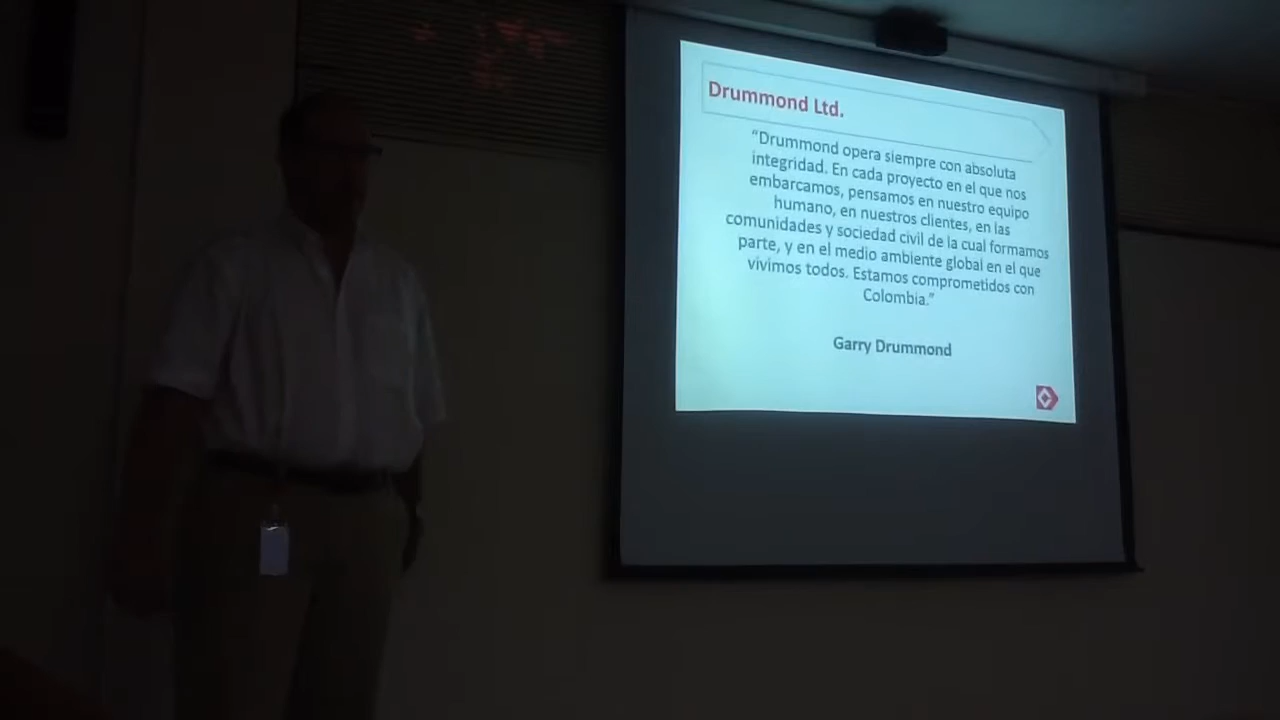 Drummond Ltd.
“Drummond opera siempre con absoluta
integridad. En cada proyecto en el que nos
embarcamos, pensamos en nuestro equipo
humano, en nuestros clientes, en las
comunidades y sociedad civil de la cual formamos
parte, y en el medio ambiente global en el que
vivimos todos. Estamos comprometidos con
Colombia.”
Garry Drummond